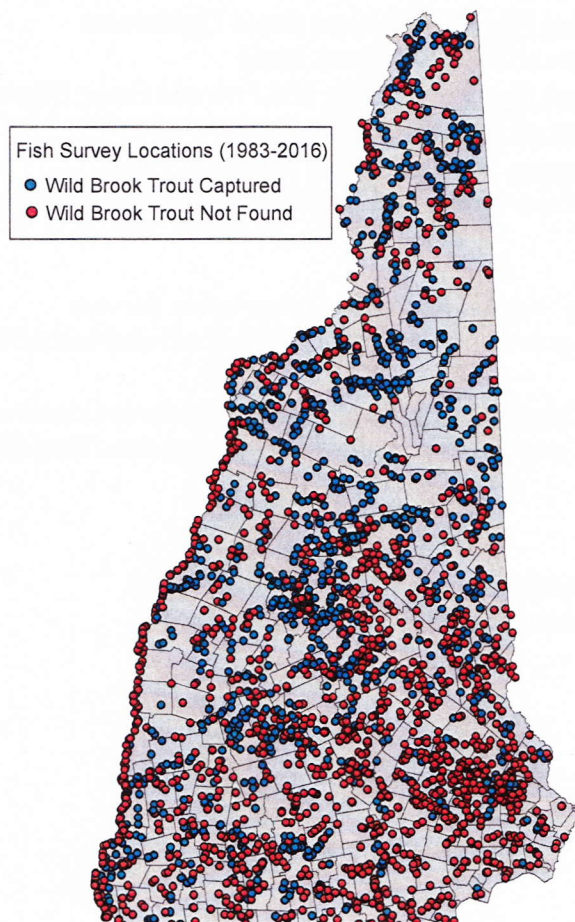 Fish Survey Locations (1983-2016)
Wild Brook Trout Captured
Wild Brook Trout Not Found